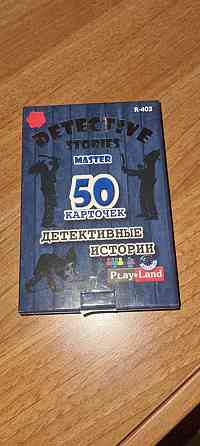 R-403
DETECTIVE
STORIES
MASTER
50
КАРТОЧЕК
ДЕТЕКТИВНЫЕ
ИСТОРИИ
Play Land